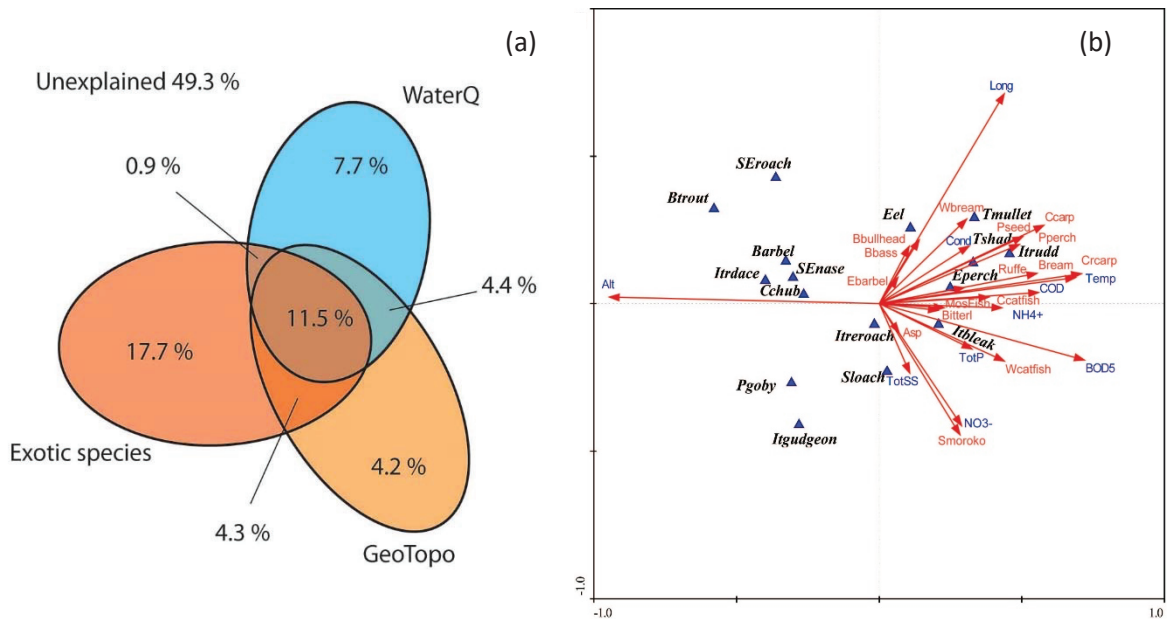 (a)
Unexplained 49.3 %
WaterQ
0.9 %
7.7 %
4.4 %
11.5 %
17.7 %
Exotic species
4.2 %
4.3 %
GeoTopo
(b)
Long
SEroach
Btrout
Eel
Wbream
Tmullet
Pseed
Ccarp
Bbullhead
Bbass
Cond
Tshad
Pperch
Itrudd
Barbel
SEnase
Itrdace
Cchub
Ebarbel
Eperch
Ruffe
Bream
Crcarp
Temp
Alt
COD
MosFish
Ccatfish
Bitterl
NH4+
Itreroach
Asp
Itbleak
TotP
Wcatfish
BOD5
Sloach
TotSS
Pgoby
Itgudgeon
NO3-
Smoroko
-1.0
-1.0
1.0